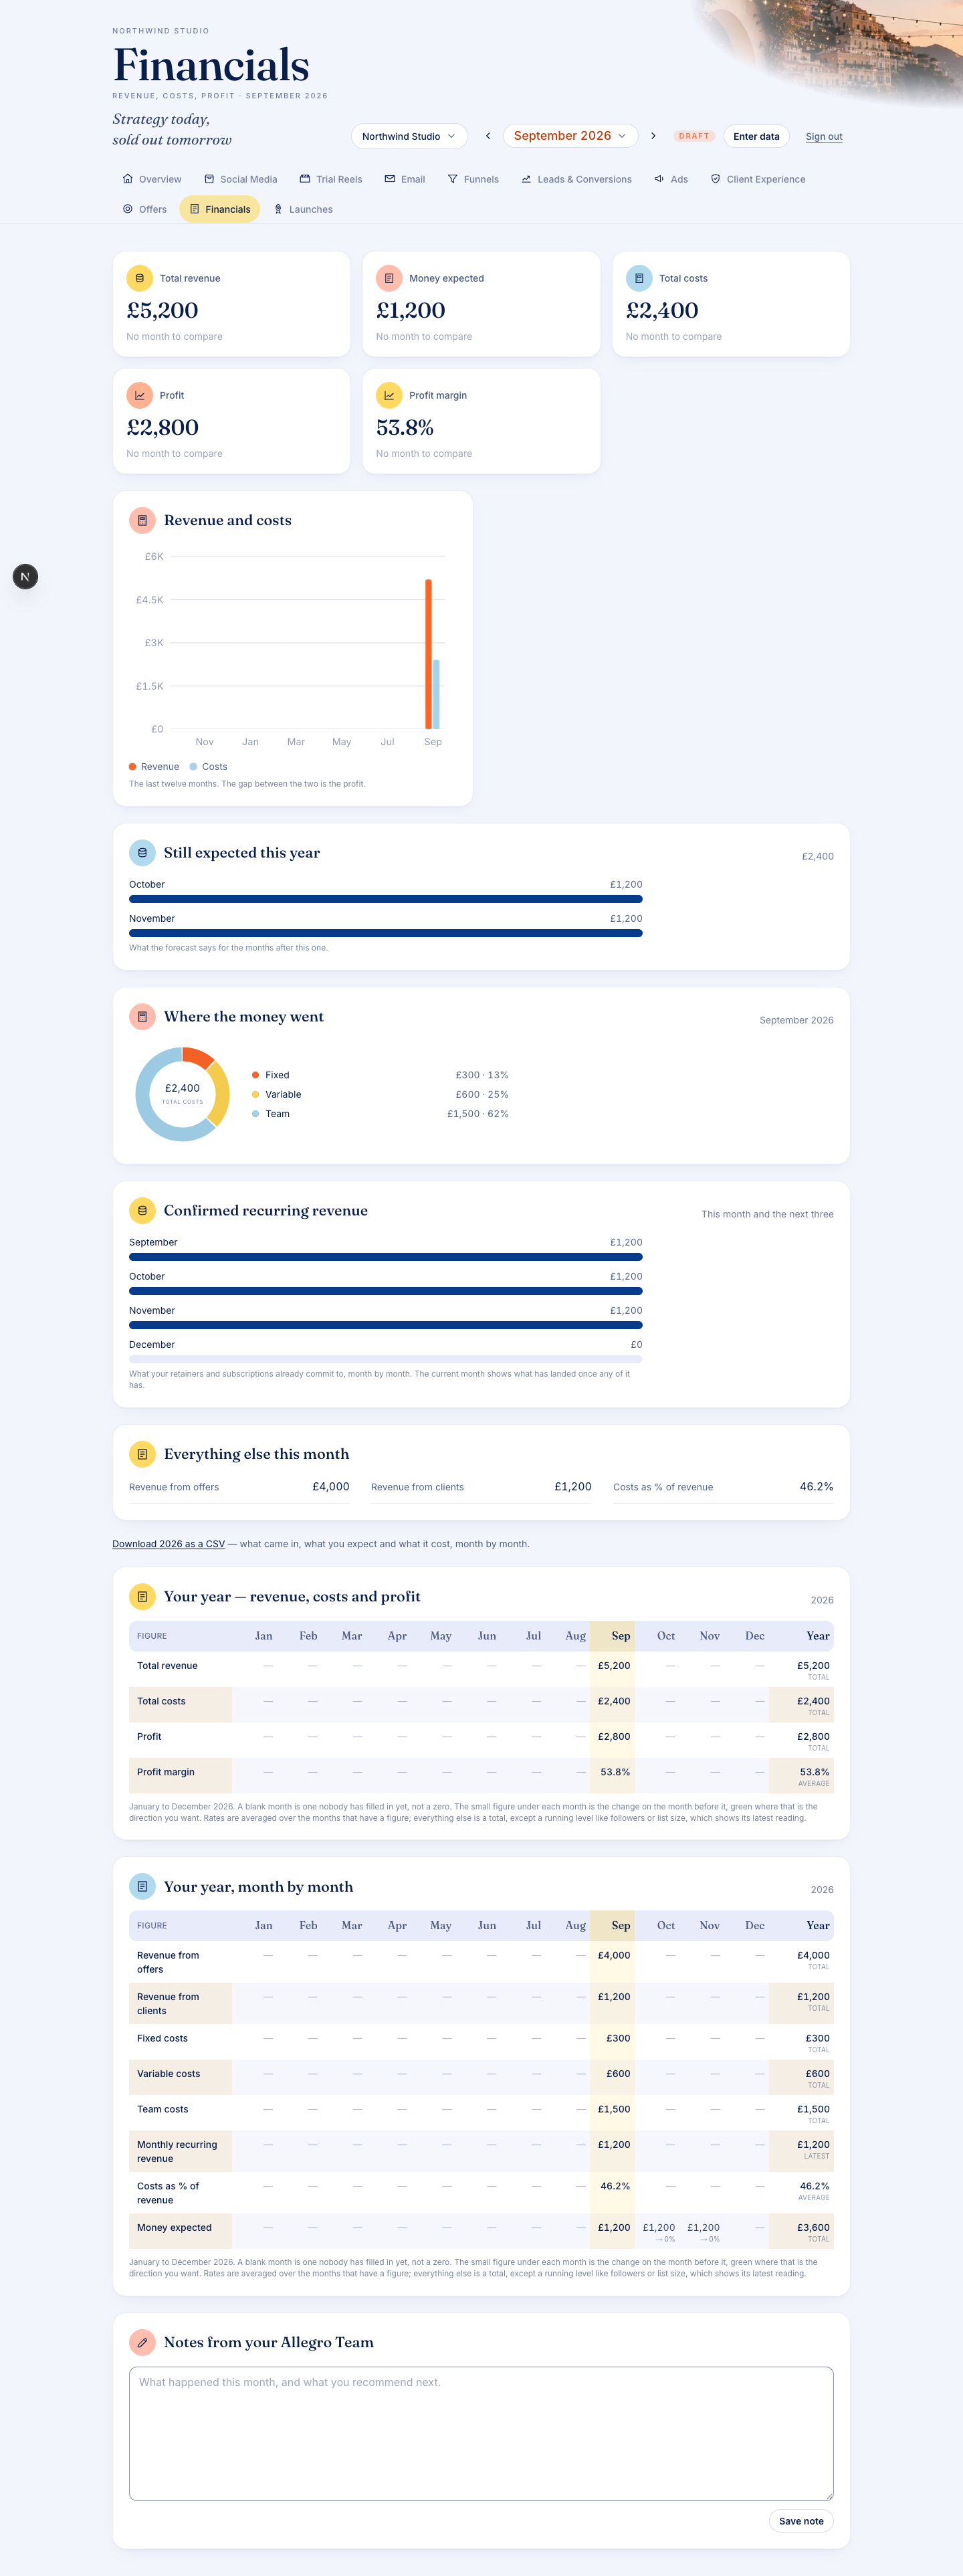 NORTHWIND STUDIO
Financials
REVENUE, COSTS, PROFIT · SEPTEMBER 2026
Strategy today,
sold out tomorrow
Northwind Studio
September 2026
DRAFT
Enter data
Sign out
Overview
Social Media
Trial Reels
Email
Funnels
Leads & Conversions
Ads
Client Experience
Offers
Financials
Launches
Total revenue
£5,200
No month to compare
Money expected
£1,200
No month to compare
Total costs
£2,400
No month to compare
Profit
£2,800
No month to compare
Profit margin
53.8%
No month to compare
N
Revenue and costs
£6K
£4.5K
£3K
£1.5K
£0
Nov Jan Mar May Jul Sep
Revenue Costs
The last twelve months. The gap between the two is the profit.
Still expected this year
£2,400
October £1,200
November £1,200
What the forecast says for the months after this one.
Where the money went
September 2026
£2,400
TOTAL COSTS
Fixed £300 · 13%
Variable £600 · 25%
Team £1,500 · 62%
Confirmed recurring revenue
This month and the next three
September £1,200
October £1,200
November £1,200
December £0
What your retainers and subscriptions already commit to, month by month. The current month shows what has landed once any of it
has.
Everything else this month
Revenue from offers £4,000
Revenue from clients £1,200
Costs as % of revenue 46.2%
Download 2026 as a CSV — what came in, what you expect and what it cost, month by month.
Your year — revenue, costs and profit
2026
FIGURE Jan Feb Mar Apr May Jun Jul Aug Sep Oct Nov Dec Year
Total revenue — — — — — — — — £5,200 — — — £5,200
TOTAL
Total costs — — — — — — — — £2,400 — — — £2,400
TOTAL
Profit — — — — — — — — £2,800 — — — £2,800
TOTAL
Profit margin — — — — — — — — 53.8% — — — 53.8%
AVERAGE
January to December 2026. A blank month is one nobody has filled in yet, not a zero. The small figure under each month is the change on the month before it, green where that is the
direction you want. Rates are averaged over the months that have a figure; everything else is a total, except a running level like followers or list size, which shows its latest reading.
Your year, month by month
2026
FIGURE Jan Feb Mar Apr May Jun Jul Aug Sep Oct Nov Dec Year
Revenue from
offers — — — — — — — — £4,000 — — — £4,000
TOTAL
Revenue from
clients — — — — — — — — £1,200 — — — £1,200
TOTAL
Fixed costs — — — — — — — — £300 — — — £300
TOTAL
Variable costs — — — — — — — — £600 — — — £600
TOTAL
Team costs — — — — — — — — £1,500 — — — £1,500
TOTAL
Monthly recurring
revenue — — — — — — — — £1,200 — — — £1,200
LATEST
Costs as % of
revenue — — — — — — — — 46.2% — — — 46.2%
AVERAGE
Money expected — — — — — — — — £1,200 £1,200 £1,200 — £3,600
→ 0% → 0% TOTAL
January to December 2026. A blank month is one nobody has filled in yet, not a zero. The small figure under each month is the change on the month before it, green where that is the
direction you want. Rates are averaged over the months that have a figure; everything else is a total, except a running level like followers or list size, which shows its latest reading.
Notes from your Allegro Team
What happened this month, and what you recommend next.
Save note